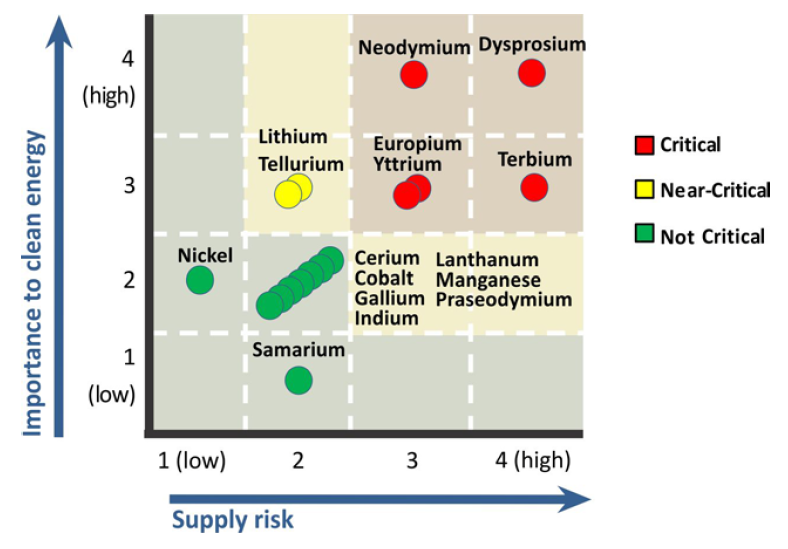 Importance to clean energy
4
(high)
3
2
1
(low)
Neodymium
Dysprosium
Lithium
Tellurium
Europium
Yttrium
Terbium
Nickel
Cerium
Cobalt
Gallium
Indium
Lanthanum
Manganese
Praseodymium
Samarium
1 (low)
2
3
4 (high)
Supply risk
Critical
Near-Critical
Not Critical